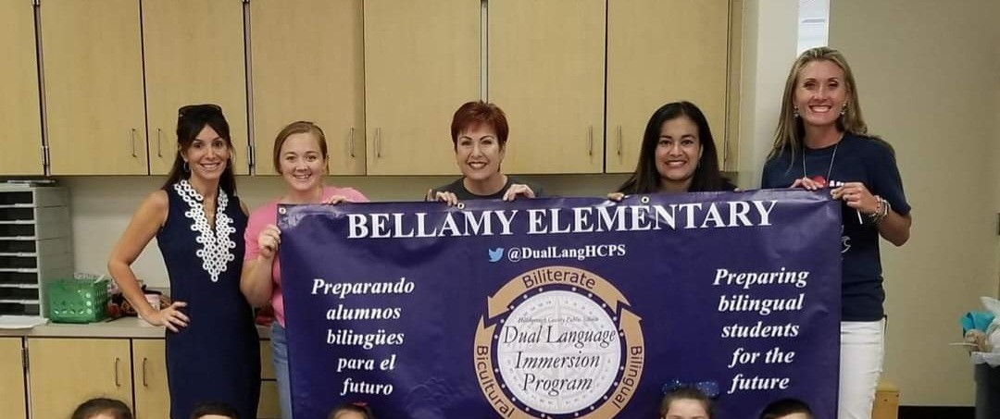 BELLAMY ELEMENTARY
@DualLangHCPS
Preparando
alumnos
bilingües
para el
futuro
Biliterate
Hillsborough County Public Schools
Dual Language
Immersion
Program
Bicultural
Bilingual
Preparing
bilingual
students
for the
future